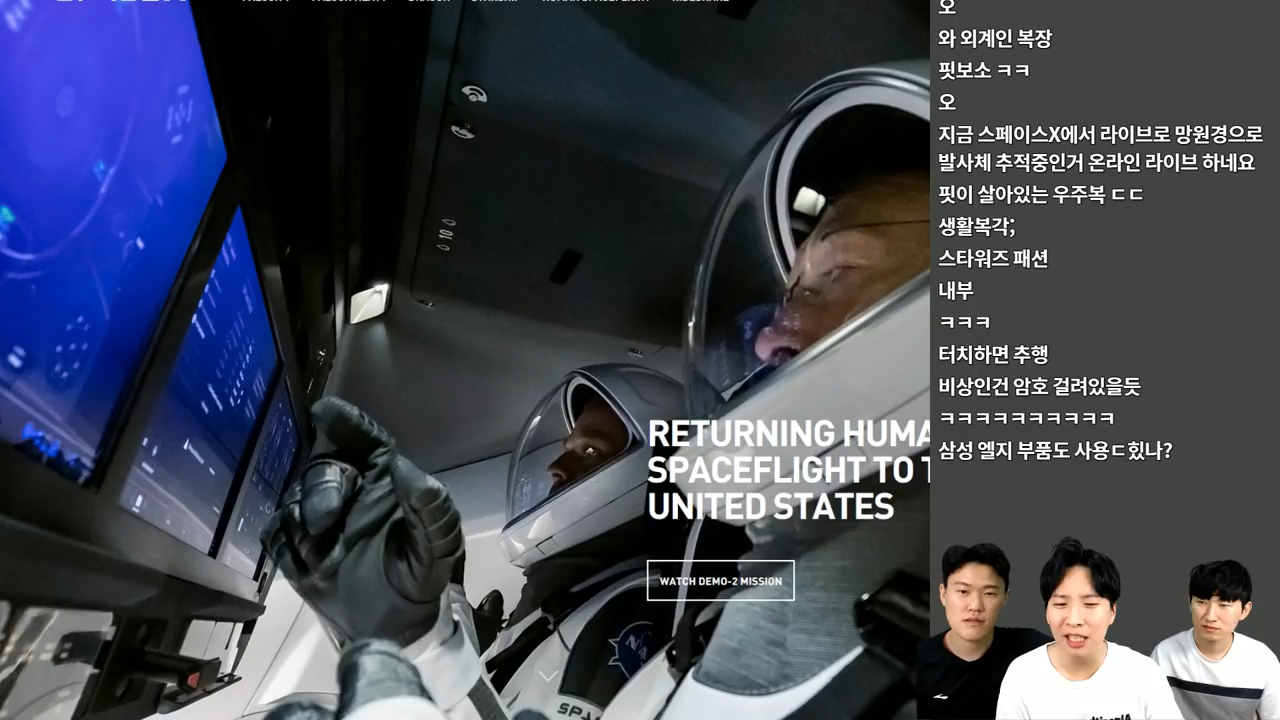 RETURNING HUMA
SPACEFLIGHT TO T
UNITED STATES
WATCH DEMO-2 MISSION
오
와 외계인 복장
핏보소 ㅋㅋ
오
지금 스페이스X에서 라이브로 망원경으로
발사체 추적중인거 온라인 라이브 하네요
핏이 살아있는 우주복 ㄷㄷ
생활복각;
스타워즈 패션
내부
ㅋㅋㅋ
터치하면 추행
비상인건 암호 걸려있을듯
ㅋㅋㅋㅋㅋㅋㅋㅋㅋㅋ
삼성 엘지 부품도 사용ㄷ힜나?